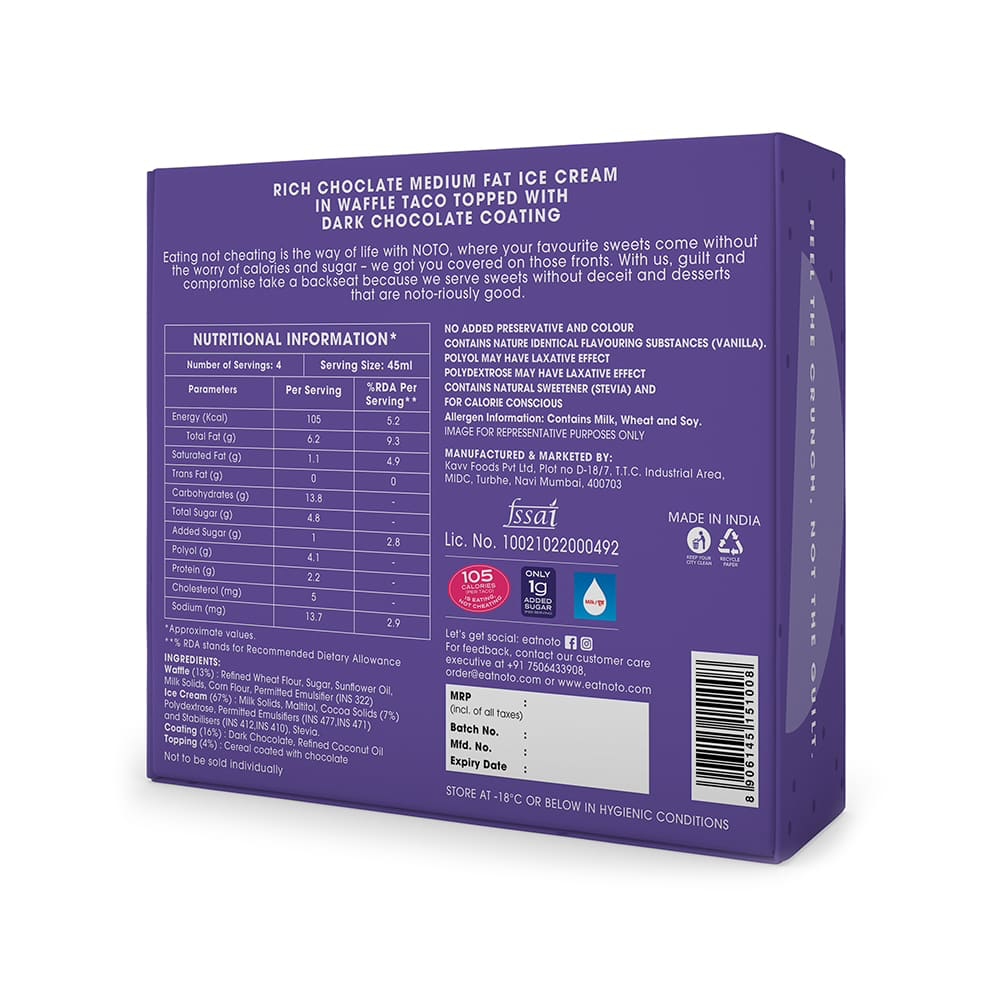 RICH CHOCLATE MEDIUM FAT ICE CREAM
IN WAFFLE TACO TOPPED WITH
DARK CHOCOLATE COATING
Eating not cheating is the way of life with NOTO, where your favourite sweets come without
the worry of calories and sugar – we got you covered on those fronts. With us, guilt and
compromise take a backseat because we serve sweets without deceit and desserts
that are noto-riously good.
NUTRITIONAL INFORMATION*
Number of Servings: 4 Serving Size: 45ml
Parameters Per Serving %RDA Per Serving**
Energy (Kcal) 105 5.2
Total Fat (g) 6.2 9.3
Saturated Fat (g) 1.1 4.9
Trans Fat (g) 0 0
Carbohydrates (g) 13.8 -
Total Sugar (g) 4.8 -
Added Sugar (g) 1 2.8
Polyol (g) 4.1 -
Protein (g) 2.2 -
Cholesterol (mg) 5 -
Sodium (mg) 13.7 2.9
*Approximate values.
**% RDA stands for Recommended Dietary Allowance
INGREDIENTS:
Waffle (13%) : Refined Wheat Flour, Sugar, Sunflower Oil,
Milk Solids, Corn Flour, Permitted Emulsifier (INS 322)
Ice Cream (67%) : Milk Solids, Maltitol, Cocoa Solids (7%)
Polydextrose, Permitted Emulsifiers (INS 477,INS 471)
and Stabilisers (INS 412,INS 410), Stevia.
Coating (16%) : Dark Chocolate, Refined Coconut Oil
Topping (4%) : Cereal coated with chocolate
Not to be sold individually
NO ADDED PRESERVATIVE AND COLOUR
CONTAINS NATURE IDENTICAL FLAVOURING SUBSTANCES (VANILLA).
POLYOL MAY HAVE LAXATIVE EFFECT
POLYDEXTROSE MAY HAVE LAXATIVE EFFECT
CONTAINS NATURAL SWEETENER (STEVIA) AND
FOR CALORIE CONSCIOUS
Allergen Information: Contains Milk, Wheat and Soy.
IMAGE FOR REPRESENTATIVE PURPOSES ONLY
MANUFACTURED & MARKETED BY:
Kavv Foods Pvt Ltd, Plot no D-18/7, T.T.C. Industrial Area,
MIDC, Turbhe, Navi Mumbai, 400703
fssai
Lic. No. 10021022000492
MADE IN INDIA
KEEP YOUR
CITY CLEAN
RECYCLE
PAPER
105
CALORIES
(PER TACO)
IS EATING,
NOT CHEATING
ONLY
1g
ADDED
SUGAR
(PER SERVING)
Let's get social: eatnoto
For feedback, contact our customer care
executive at +91 7506433908,
order@eatnoto.com or www.eatnoto.com
MRP :
(incl. of all taxes)
Batch No. :
Mfd. No. :
Expiry Date :
STORE AT -18°C OR BELOW IN HYGIENIC CONDITIONS
8 906145 151008
FEEL THE CRUNCH, NOT THE GUILT